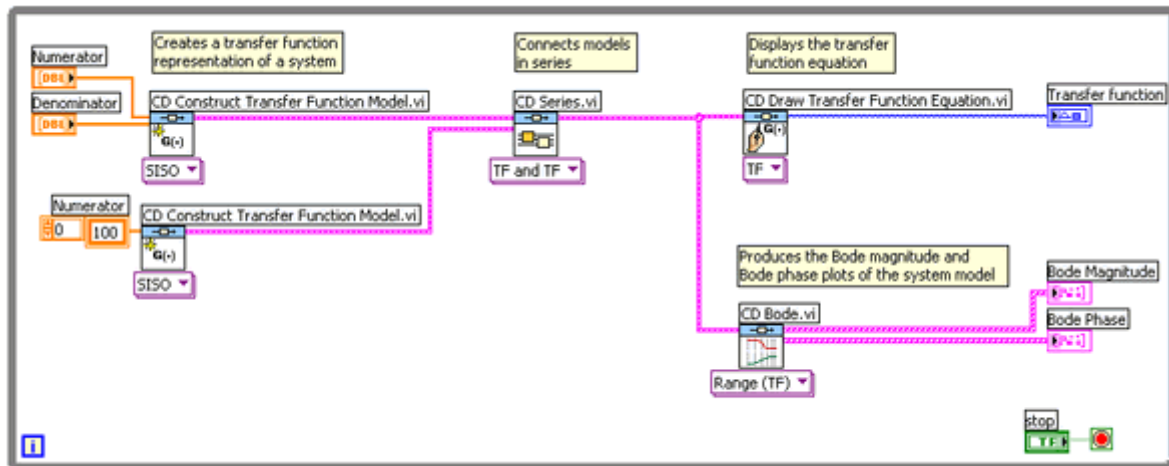 Creates a transfer function
representation of a system
Connects models
in series
Displays the transfer
function equation
Numerator
DBL
Denominator
DBL
CD Construct Transfer Function Model.vi
G(·)
SISO
CD Series.vi
TF and TF
CD Draw Transfer Function Equation.vi
G(·)
TF
Transfer function
Numerator
0
100
CD Construct Transfer Function Model.vi
G(·)
SISO
Produces the Bode magnitude and
Bode phase plots of the system model
CD Bode.vi
Range (TF)
Bode Magnitude
Bode Phase
stop
TF
i